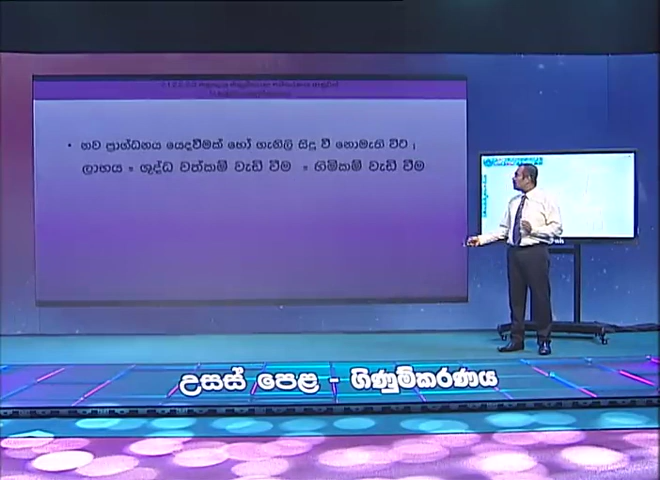 • නව ප්‍රාග්ධනය යෙදවීමක් හෝ ගැනිලි සිදු වී නොමැති විට ;
ලාභය = ශුද්ධ වත්කම් වැඩි වීම = හිමිකම් වැඩි වීම
උසස් පෙළ - ගිණුම්කරණය